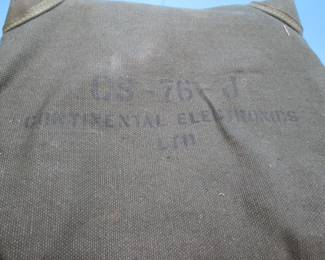 CS-76-J
CONTINENTAL ELECTRONICS
LTD